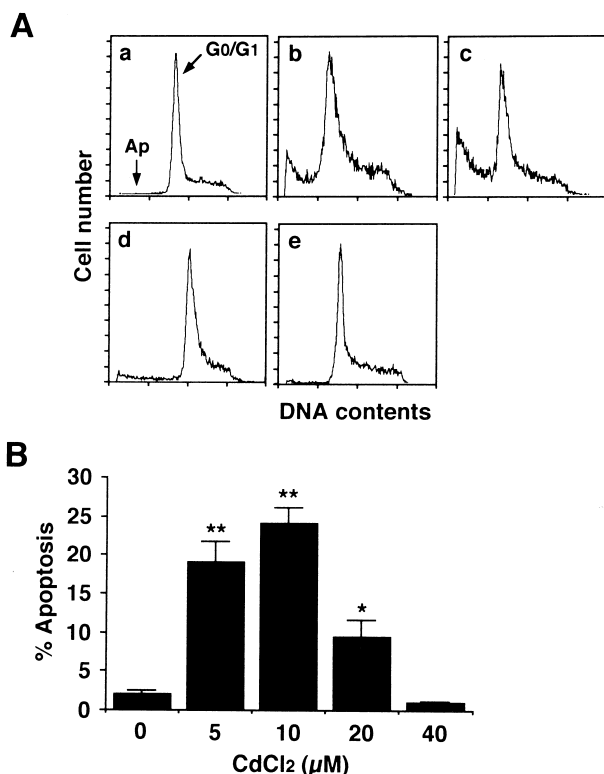 A
a
G0/G1
Ap
b
c
d
e
Cell number
DNA contents
B
30
25
20
15
10
5
0
% Apoptosis
**
**
*
0 5 10 20 40
CdCl2 (μM)